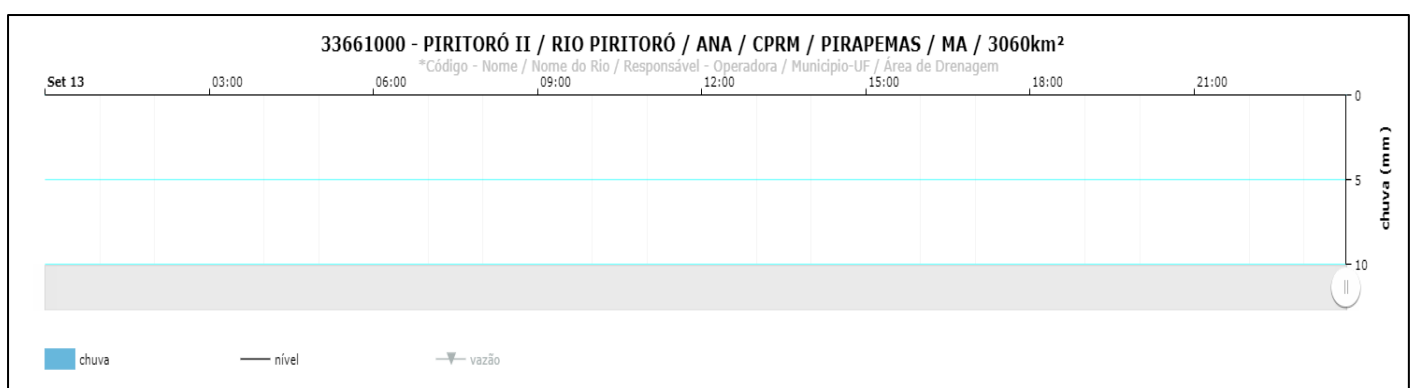 33661000 - PIRITORÓ II / RIO PIRITORÓ / ANA / CPRM / PIRAPEMAS / MA / 3060km²
*Código - Nome / Nome do Rio / Responsável - Operadora / Municipio-UF / Área de Drenagem
Set 13 03:00 06:00 09:00 12:00 15:00 18:00 21:00
0
5
10
chuva (mm)
chuva nível vazão